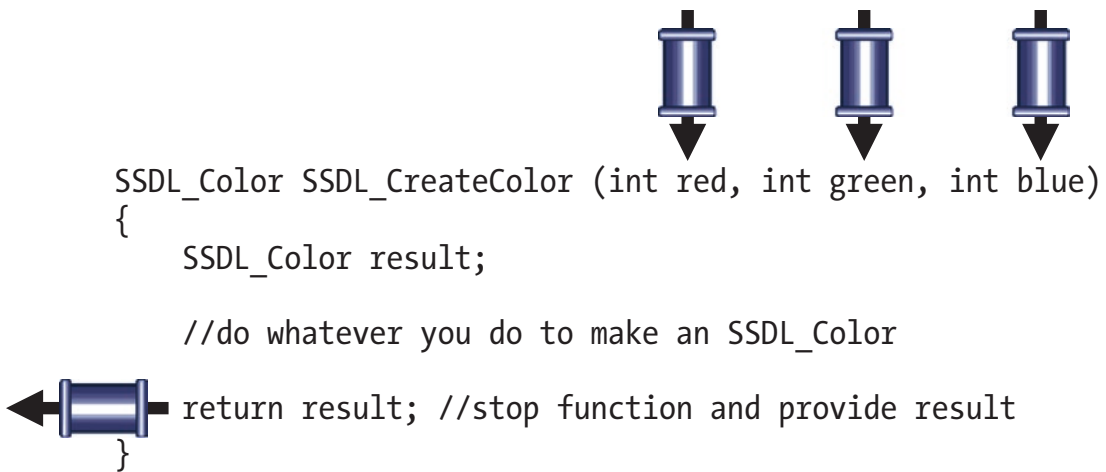 SSDL_Color SSDL_CreateColor (int red, int green, int blue)
{
SSDL_Color result;
//do whatever you do to make an SSDL_Color
return result; //stop function and provide result
}